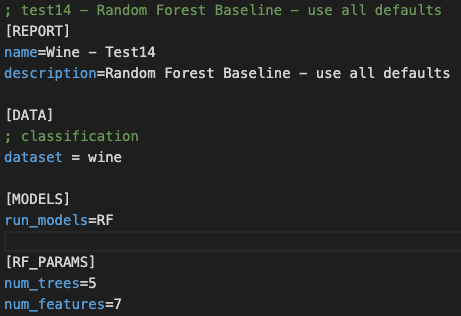 ; test14 - Random Forest Baseline - use all defaults
[REPORT]
name=Wine - Test14
description=Random Forest Baseline - use all defaults
[DATA]
; classification
dataset = wine
[MODELS]
run_models=RF
[RF_PARAMS]
num_trees=5
num_features=7